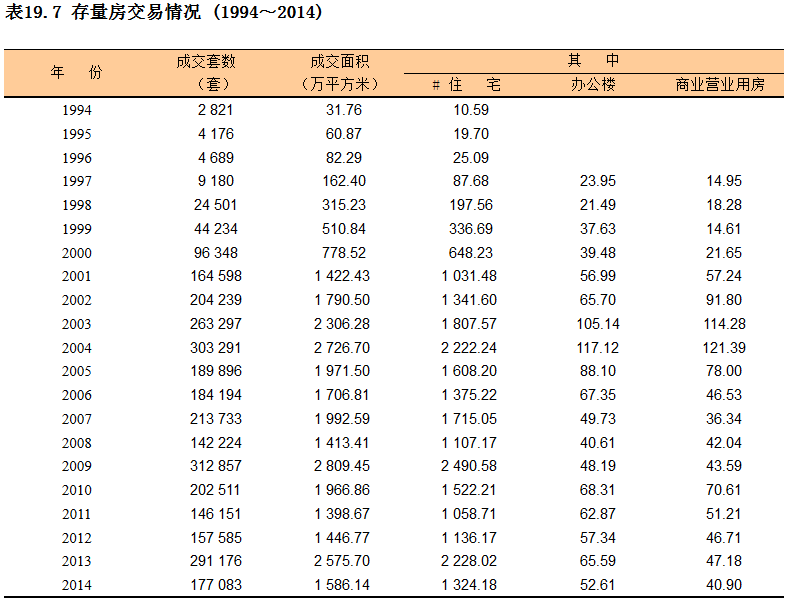 表19.7 存量房交易情况 (1994～2014)
年 份 成交套数 （套） 成交面积 （万平方米） 其 中
# 住 宅 办公楼 商业营业用房
1994 2 821 31.76 10.59
1995 4 176 60.87 19.70
1996 4 689 82.29 25.09
1997 9 180 162.40 87.68 23.95 14.95
1998 24 501 315.23 197.56 21.49 18.28
1999 44 234 510.84 336.69 37.63 14.61
2000 96 348 778.52 648.23 39.48 21.65
2001 164 598 1 422.43 1 031.48 56.99 57.24
2002 204 239 1 790.50 1 341.60 65.70 91.80
2003 263 297 2 306.28 1 807.57 105.14 114.28
2004 303 291 2 726.70 2 222.24 117.12 121.39
2005 189 896 1 971.50 1 608.20 88.10 78.00
2006 184 194 1 706.81 1 375.22 67.35 46.53
2007 213 733 1 992.59 1 715.05 49.73 36.34
2008 142 224 1 413.41 1 107.17 40.61 42.04
2009 312 857 2 809.45 2 490.58 48.19 43.59
2010 202 511 1 966.86 1 522.21 68.31 70.61
2011 146 151 1 398.67 1 058.71 62.87 51.21
2012 157 585 1 446.77 1 136.17 57.34 46.71
2013 291 176 2 575.70 2 228.02 65.59 47.18
2014 177 083 1 586.14 1 324.18 52.61 40.90